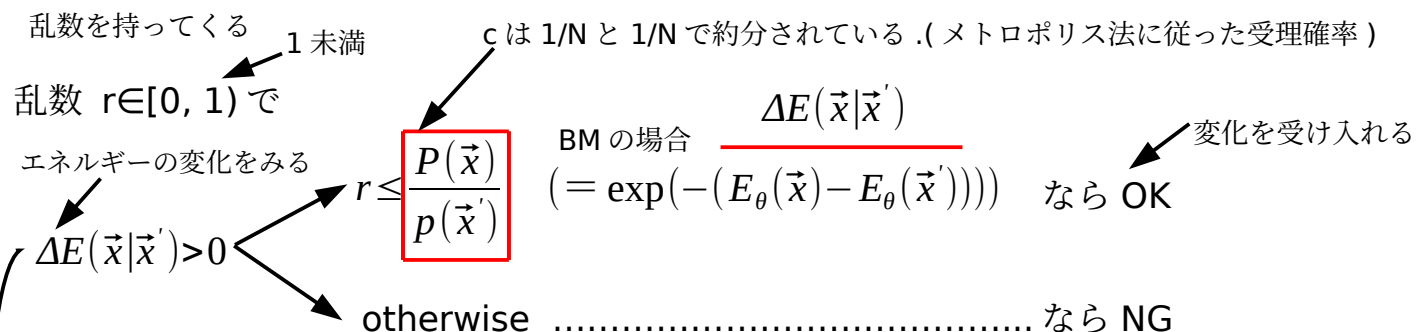 乱数を持ってくる
1 未満
c は 1/N と 1/N で約分されている .( メトロポリス法に従った受理確率 )
乱数 r∈[0, 1) で
エネルギーの変化をみる
BM の場合
ΔE(x⃗|x⃗')
変化を受け入れる
r ≤ P(x⃗) / p(x⃗') (= exp(−(E_θ(x⃗)−E_θ(x⃗')))) なら OK
ΔE(x⃗|x⃗')>0
otherwise .......................................... なら NG